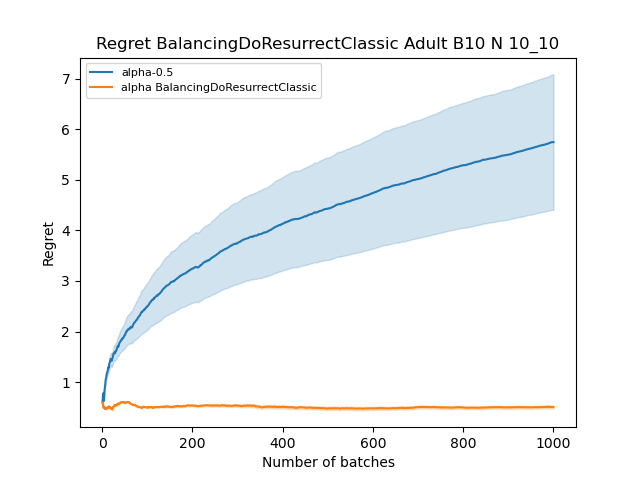 Regret BalancingDoResurrectClassic Adult B10 N 10_10
alpha-0.5
alpha BalancingDoResurrectClassic
7
6
5
4
3
2
1
Regret
0
200
400
600
800
1000
Number of batches